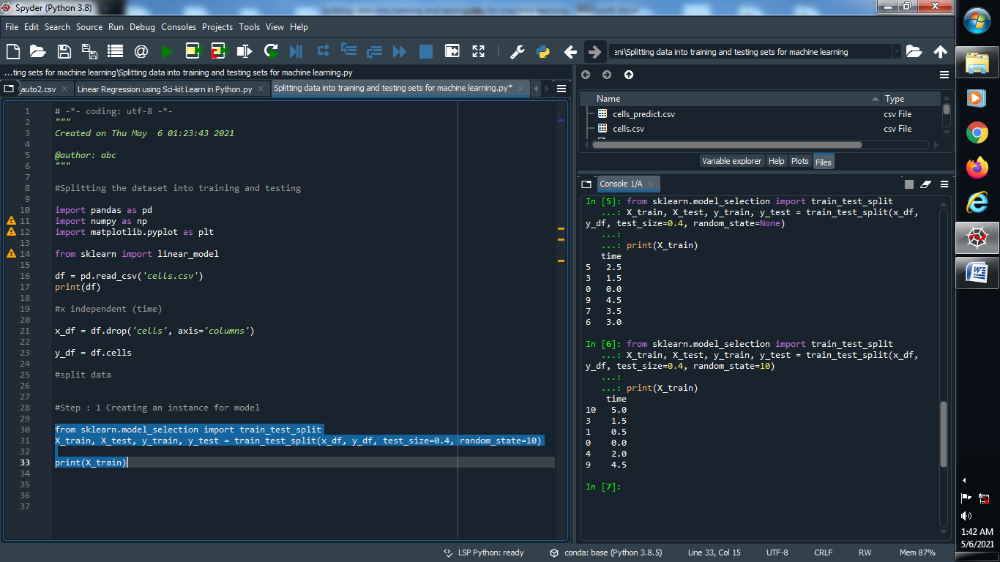 Spyder (Python 3.8)
File Edit Search Source Run Debug Consoles Projects Tools View Help
eni\Splitting data into training and testing sets for machine learning
...ting sets for machine learning\Splitting data into training and testing sets for machine learning.py
auto2.csv
Linear Regression using Sci-kit Learn in Python.py
Splitting data into training and testing sets for machine learning.py*
1 # -*- coding: utf-8 -*-
2 """
3 Created on Thu May  6 01:23:43 2021
4
5 @author: abc
6 """
7
8 #Splitting the dataset into training and testing
9
10 import pandas as pd
11 import numpy as np
12 import matplotlib.pyplot as plt
13
14 from sklearn import linear_model
15
16 df = pd.read_csv('cells.csv')
17 print(df)
18
19 #x independent (time)
20
21 x_df = df.drop('cells', axis='columns')
22
23 y_df = df.cells
24
25 #split data
26
27
28 #Step : 1 Creating an instance for model
29
30 from sklearn.model_selection import train_test_split
31 X_train, X_test, y_train, y_test = train_test_split(x_df, y_df, test_size=0.4, random_state=10)
32
33 print(X_train)
34
35
36
37
Name Type
cells_predict.csv csv File
cells.csv csv File
Variable explorer Help Plots Files
Console 1/A
In [5]: from sklearn.model_selection import train_test_split
...: X_train, X_test, y_train, y_test = train_test_split(x_df,
y_df, test_size=0.4, random_state=None)
...:
...: print(X_train)
time
5 2.5
3 1.5
0 0.0
9 4.5
7 3.5
6 3.0
In [6]: from sklearn.model_selection import train_test_split
...: X_train, X_test, y_train, y_test = train_test_split(x_df,
y_df, test_size=0.4, random_state=10)
...:
...: print(X_train)
time
10 5.0
3 1.5
1 0.5
0 0.0
4 2.0
9 4.5
In [7]:
LSP Python: ready conda: base (Python 3.8.5) Line 33, Col 15 UTF-8 CRLF RW Mem 87%
1:42 AM
5/6/2021